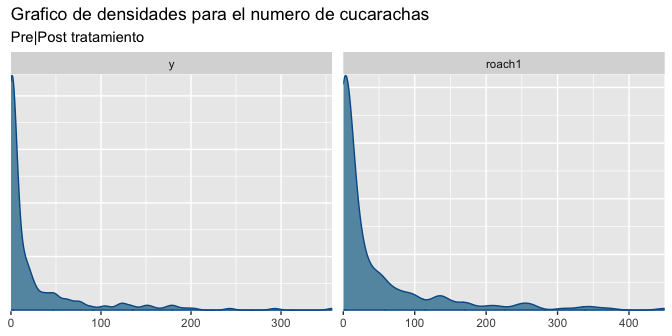 Grafico de densidades para el numero de cucarachas
Pre|Post tratamiento
y
roach1
0 100 200 300
0 100 200 300 400